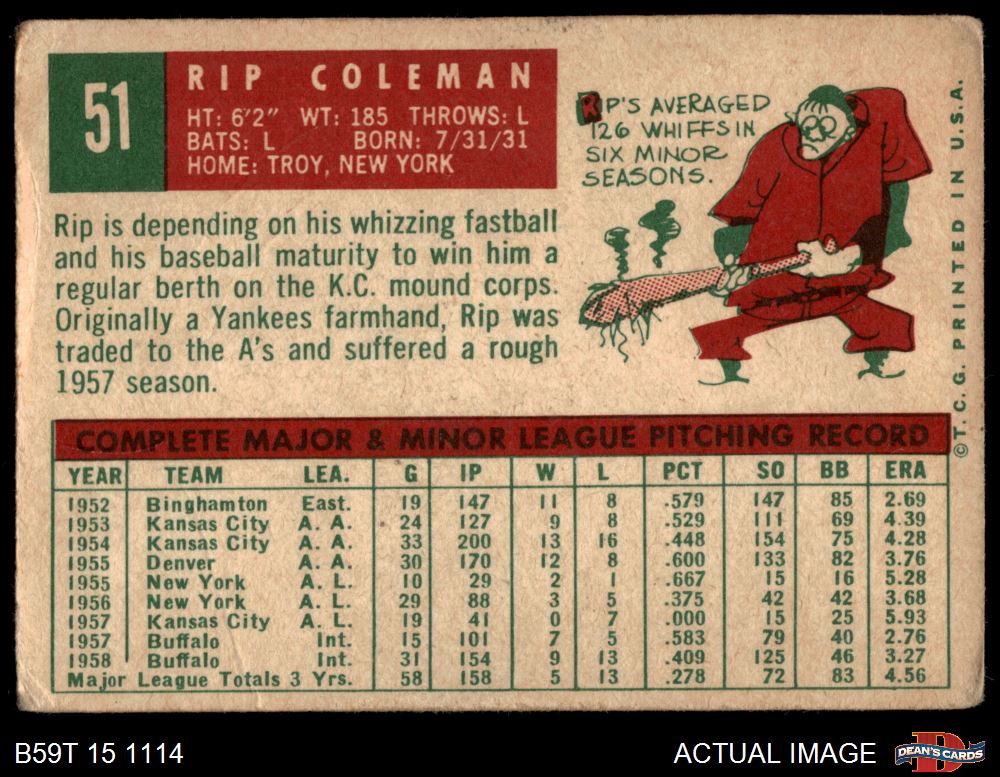 51
RIP COLEMAN
HT: 6'2" WT: 185 THROWS: L
BATS: L BORN: 7/31/31
HOME: TROY, NEW YORK
RIP'S AVERAGED
126 WHIFFS IN
SIX MINOR
SEASONS.
Rip is depending on his whizzing fastball
and his baseball maturity to win him a
regular berth on the K.C. mound corps.
Originally a Yankees farmhand, Rip was
traded to the A's and suffered a rough
1957 season.
©T.C.G. PRINTED IN U.S.A.
COMPLETE MAJOR & MINOR LEAGUE PITCHING RECORD
YEAR TEAM LEA. G IP W L PCT SO BB ERA
1952 Binghamton East. 19 147 11 8 .579 147 85 2.69
1953 Kansas City A. A. 24 127 9 8 .529 111 69 4.39
1954 Kansas City A. A. 33 200 13 16 .448 154 75 4.28
1955 Denver A. A. 30 170 12 8 .600 133 82 3.76
1955 New York A. L. 10 29 2 1 .667 15 16 5.28
1956 New York A. L. 29 88 3 5 .375 42 42 3.68
1957 Kansas City A. L. 19 41 0 7 .000 15 25 5.93
1957 Buffalo Int. 15 101 7 5 .583 79 40 2.76
1958 Buffalo Int. 31 154 9 13 .409 125 46 3.27
Major League Totals 3 Yrs. 58 158 5 13 .278 72 83 4.56
B59T 15 1114
ACTUAL IMAGE
D
DEAN'S CARDS